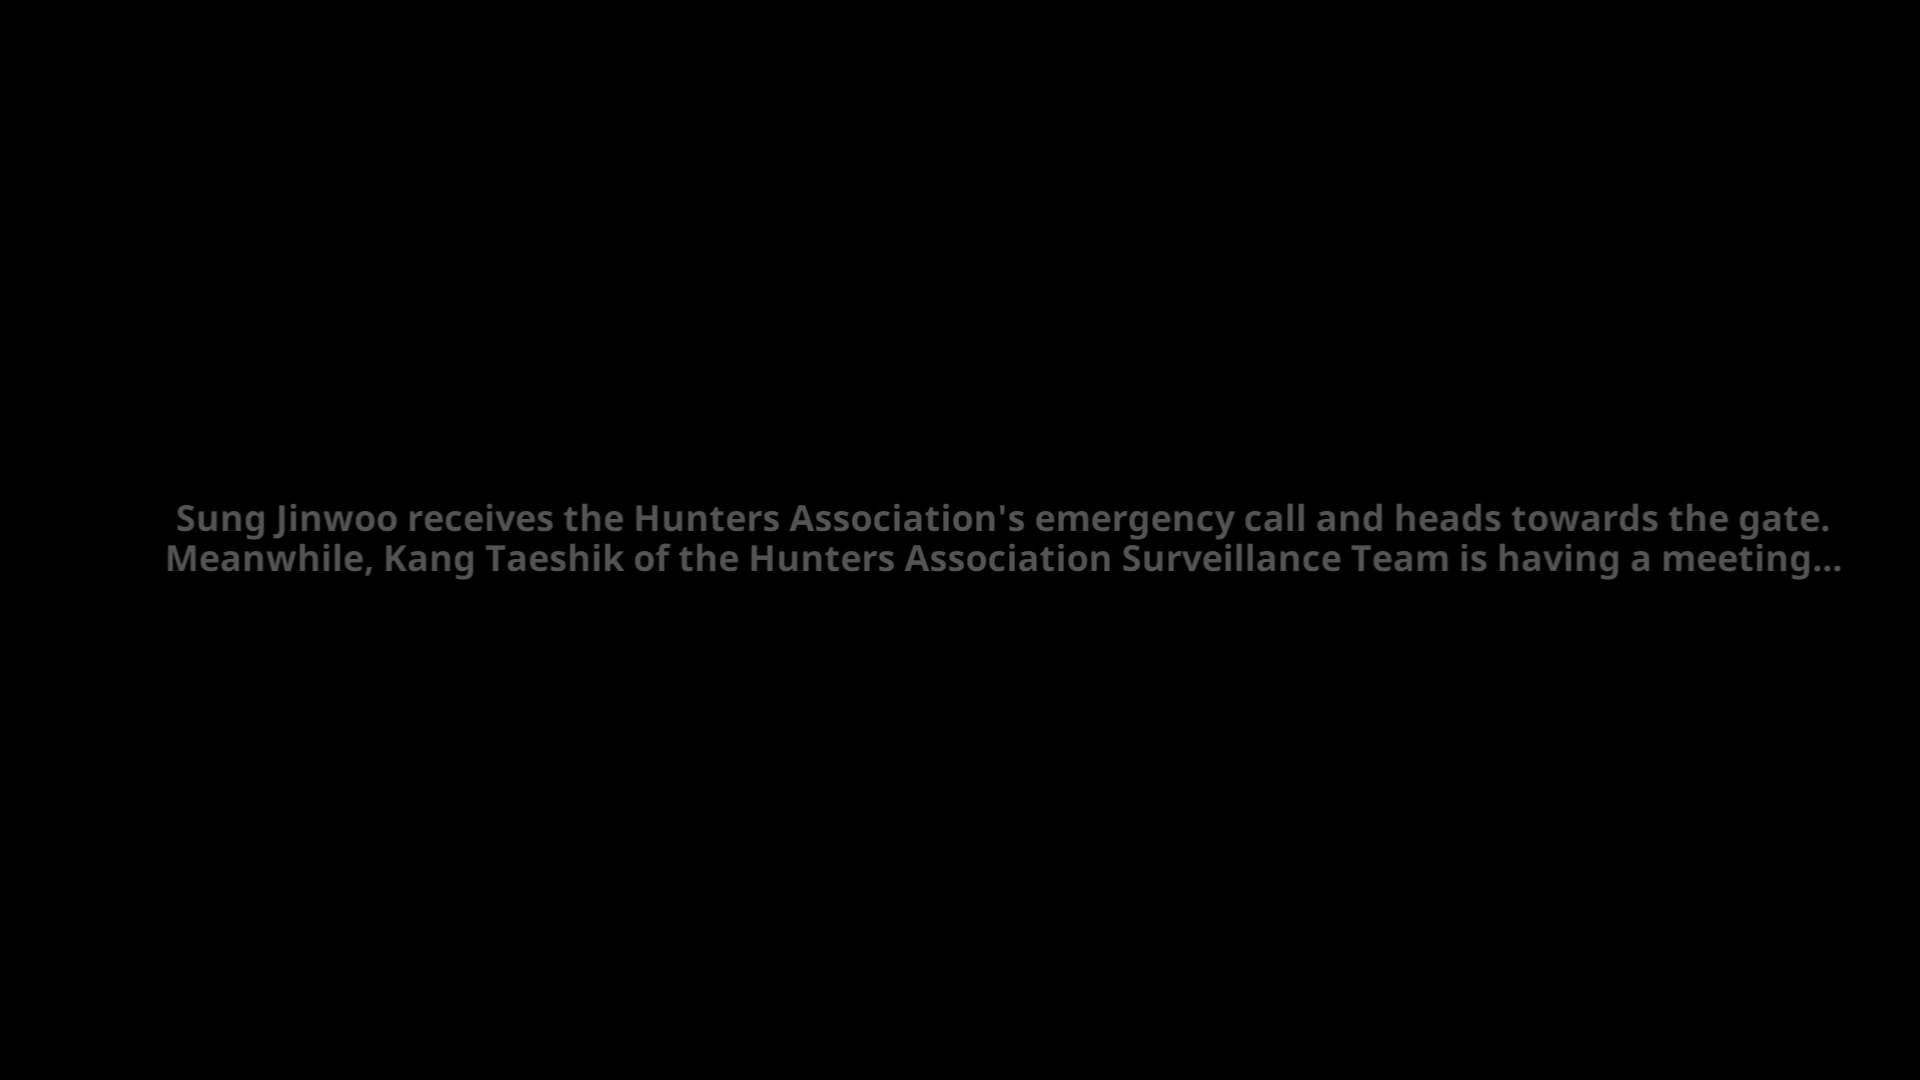 Sung Jinwoo receives the Hunters Association's emergency call and heads towards the gate.
Meanwhile, Kang Taeshik of the Hunters Association Surveillance Team is having a meeting...